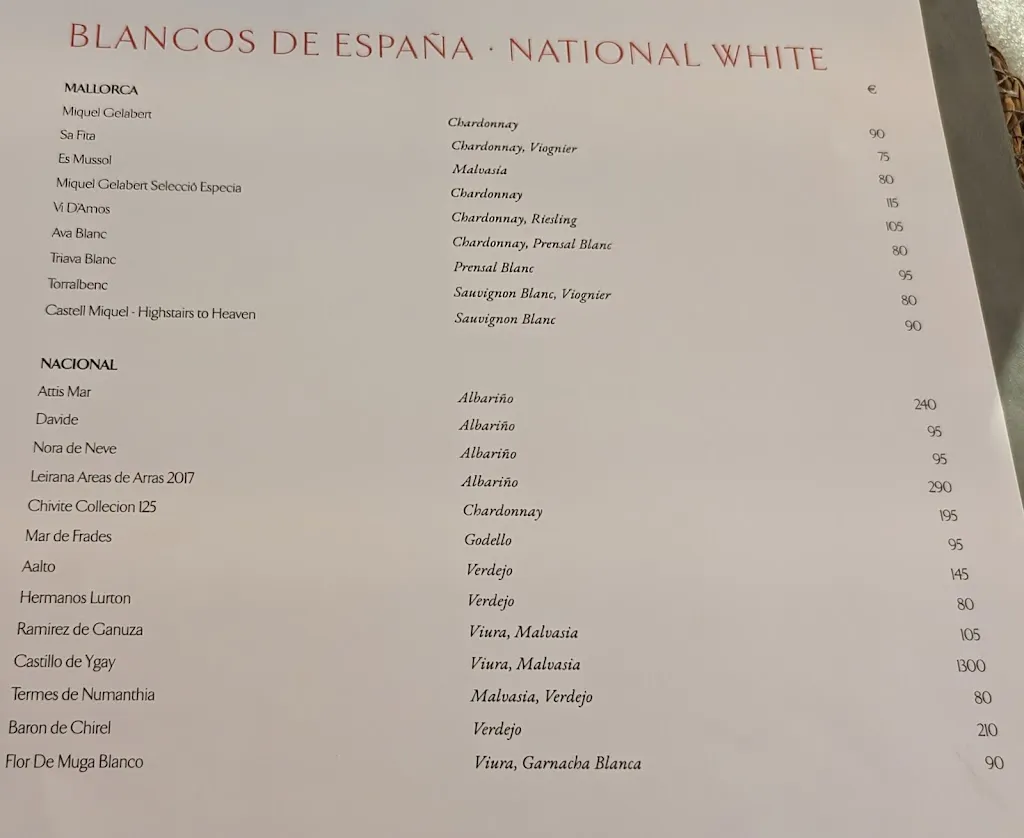 BLANCOS DE ESPAÑA · NATIONAL WHITE
MALLORCA €
Miquel Gelabert Chardonnay 90
Sa Fita Chardonnay, Viognier 75
Es Mussol Malvasía 80
Miquel Gelabert Selecció Especia Chardonnay 115
Vi D'Amos Chardonnay, Riesling 105
Ava Blanc Chardonnay, Prensal Blanc 80
Triava Blanc Prensal Blanc 95
Torralbenc Sauvignon Blanc, Viognier 80
Castell Miquel - Highstairs to Heaven Sauvignon Blanc 90
NACIONAL
Attis Mar Albariño 240
Davide Albariño 95
Nora de Neve Albariño 95
Leirana Areas de Arras 2017 Albariño 290
Chivite Collecion 125 Chardonnay 195
Mar de Frades Godello 95
Aalto Verdejo 145
Hermanos Lurton Verdejo 80
Ramirez de Ganuza Viura, Malvasia 105
Castillo de Ygay Viura, Malvasia 1300
Termes de Numanthia Malvasia, Verdejo 80
Baron de Chirel Verdejo 210
Flor De Muga Blanco Viura, Garnacha Blanca 90